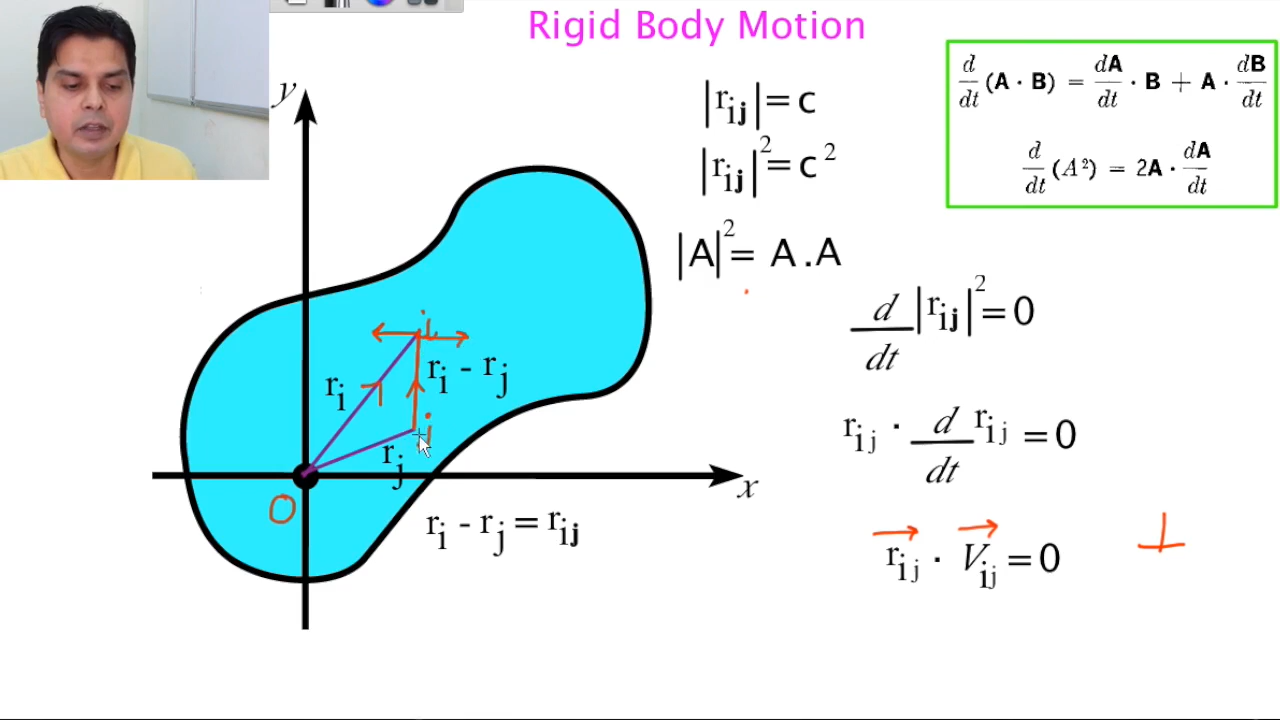 Rigid Body Motion
d/dt (A · B) = dA/dt · B + A · dB/dt
d/dt (A²) = 2A · dA/dt
y
|rij| = c
|rij|² = c²
|A|² = A . A
d/dt |rij|² = 0
i
ri
ri - rj
j
rj
rij · d/dt rij = 0
x
O
ri - rj = rij
rij · Vij = 0
⊥